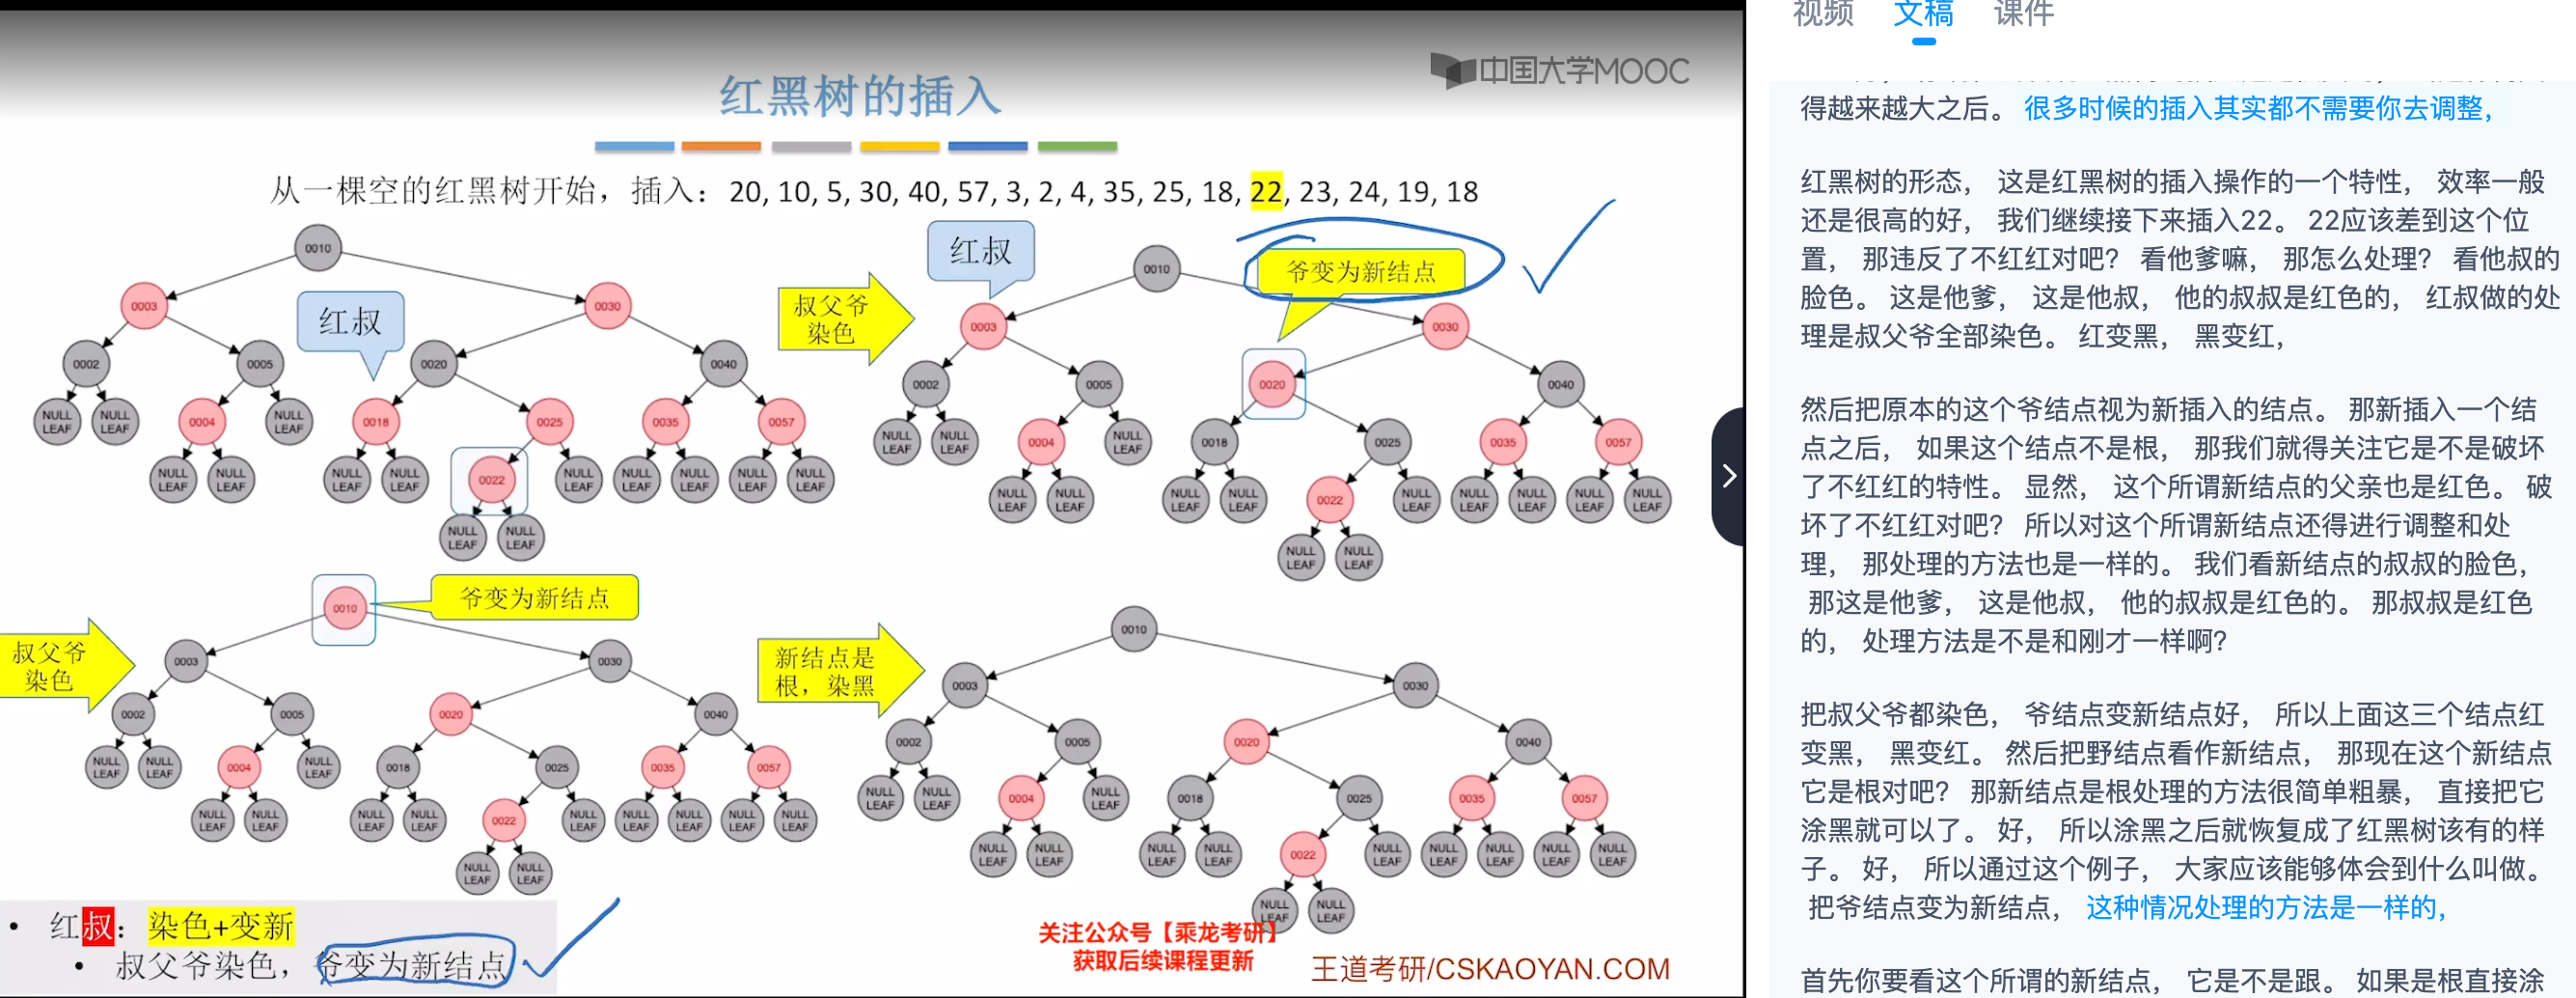 中国大学MOOC
红黑树的插入
从一棵空的红黑树开始，插入：20, 10, 5, 30, 40, 57, 3, 2, 4, 35, 25, 18, 22, 23, 24, 19, 18
0010
0003
0030
红叔
0002
0005
0020
0040
NULL LEAF
NULL LEAF
0004
NULL LEAF
0018
0025
0035
0057
NULL LEAF
NULL LEAF
NULL LEAF
NULL LEAF
0022
NULL LEAF
NULL LEAF
NULL LEAF
NULL LEAF
NULL LEAF
NULL LEAF
NULL LEAF
叔父爷
染色
红叔
0010
爷变为新结点
0003
0030
0002
0005
0020
0040
NULL LEAF
NULL LEAF
0004
NULL LEAF
0018
0025
0035
0057
NULL LEAF
NULL LEAF
NULL LEAF
NULL LEAF
0022
NULL LEAF
NULL LEAF
NULL LEAF
NULL LEAF
NULL LEAF
NULL LEAF
NULL LEAF
叔父爷
染色
0010
爷变为新结点
0003
0030
0002
0005
0020
0040
NULL LEAF
NULL LEAF
0004
NULL LEAF
0018
0025
0035
0057
NULL LEAF
NULL LEAF
NULL LEAF
NULL LEAF
0022
NULL LEAF
NULL LEAF
NULL LEAF
NULL LEAF
NULL LEAF
NULL LEAF
NULL LEAF
新结点是
根，染黑
0010
0003
0030
0002
0005
0020
0040
NULL LEAF
NULL LEAF
0004
NULL LEAF
0018
0025
0035
0057
NULL LEAF
NULL LEAF
NULL LEAF
NULL LEAF
0022
NULL LEAF
NULL LEAF
NULL LEAF
NULL LEAF
NULL LEAF
NULL LEAF
NULL LEAF
• 红叔：染色+变新
• 叔父爷染色，爷变为新结点
关注公众号【乘龙考研】
获取后续课程更新
王道考研/CSKAOYAN.COM
视频 文稿 课件
得越来越大之后。 很多时候的插入其实都不需要你去调整，
红黑树的形态， 这是红黑树的插入操作的一个特性， 效率一般
还是很高的好， 我们继续接下来插入22。 22应该差到这个位
置， 那违反了不红红对吧？ 看他爹嘛， 那怎么处理？ 看他叔的
脸色。 这是他爹， 这是他叔， 他的叔叔是红色的， 红叔做的处
理是叔父爷全部染色。 红变黑， 黑变红，
然后把原本的这个爷结点视为新插入的结点。 那新插入一个结
点之后， 如果这个结点不是根， 那我们就得关注它是不是破坏
了不红红的特性。 显然， 这个所谓新结点的父亲也是红色。 破
坏了不红红对吧？ 所以对这个所谓新结点还得进行调整和处
理， 那处理的方法也是一样的。 我们看新结点的叔叔的脸色，
那这是他爹， 这是他叔， 他的叔叔是红色的。 那叔叔是红色
的， 处理方法是不是和刚才一样啊？
把叔父爷都染色， 爷结点变新结点好， 所以上面这三个结点红
变黑， 黑变红。 然后把野结点看作新结点， 那现在这个新结点
它是根对吧？ 那新结点是根处理的方法很简单粗暴， 直接把它
涂黑就可以了。 好， 所以涂黑之后就恢复成了红黑树该有的样
子。 好， 所以通过这个例子， 大家应该能够体会到什么叫做。
把爷结点变为新结点， 这种情况处理的方法是一样的，
首先你要看这个所谓的新结点， 它是不是跟。 如果是根直接涂